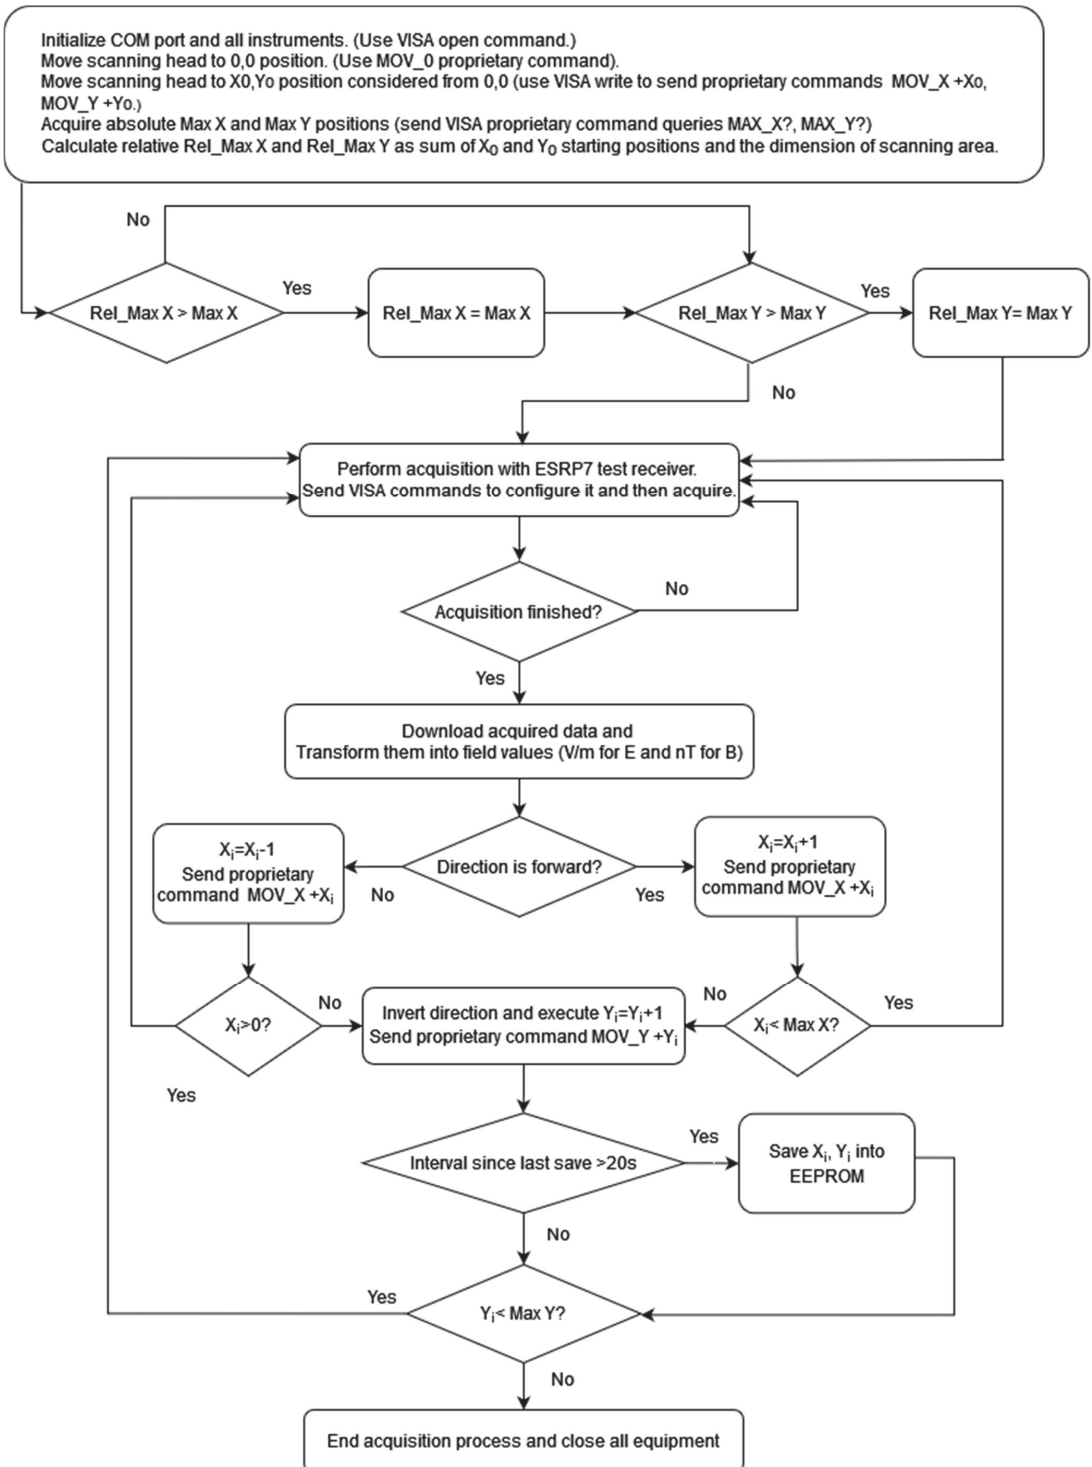 Initialize COM port and all instruments. (Use VISA open command.)
Move scanning head to 0,0 position. (Use MOV_0 proprietary command).
Move scanning head to X0,Y₀ position considered from 0,0 (use VISA write to send proprietary commands  MOV_X +X₀,
MOV_Y +Y₀.)
Acquire absolute Max X and Max Y positions (send VISA proprietary command queries MAX_X?, MAX_Y?)
Calculate relative Rel_Max X and Rel_Max Y as sum of X₀ and Y₀ starting positions and the dimension of scanning area.
No
Rel_Max X > Max X
Yes
Rel_Max X = Max X
Rel_Max Y > Max Y
Yes
Rel_Max Y= Max Y
No
Perform acquisition with ESRP7 test receiver.
Send VISA commands to configure it and then acquire.
Acquisition finished?
No
Yes
Download acquired data and
Transform them into field values (V/m for E and nT for B)
Direction is forward?
No
Yes
Xᵢ=Xᵢ-1
Send proprietary
command  MOV_X +Xᵢ
Xᵢ=Xᵢ+1
Send proprietary
command MOV_X +Xᵢ
Xᵢ>0?
No
Yes
Invert direction and execute Yᵢ=Yᵢ+1
Send proprietary command MOV_Y +Yᵢ
No
Xᵢ< Max X?
Yes
Interval since last save >20s
Yes
Save Xᵢ, Yᵢ into
EEPROM
No
Yes
Yᵢ< Max Y?
No
End acquisition process and close all equipment